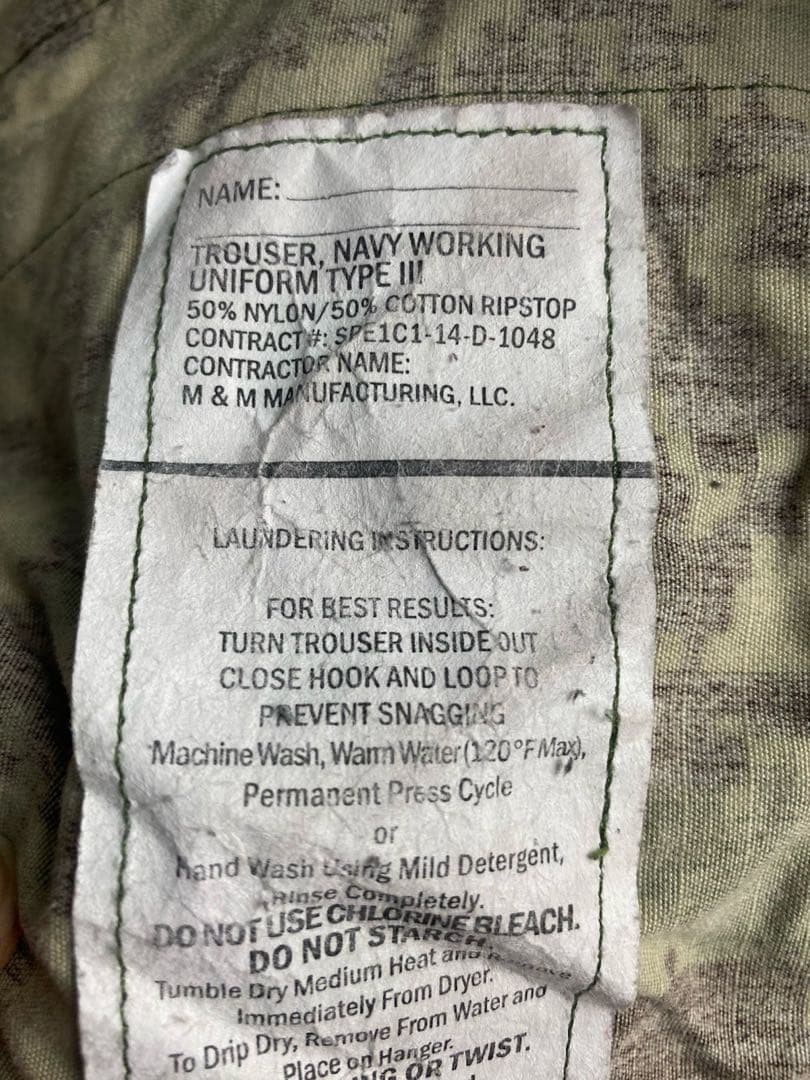 NAME:
TROUSER, NAVY WORKING
UNIFORM TYPE III
50% NYLON/50% COTTON RIPSTOP
CONTRACT #: SPE1C1-14-D-1048
CONTRACTOR NAME:
M & M MANUFACTURING, LLC.
LAUNDERING INSTRUCTIONS:
FOR BEST RESULTS:
TURN TROUSER INSIDE OUT
CLOSE HOOK AND LOOP TO
PREVENT SNAGGING
Machine Wash, Warm Water (120°F Max),
Permanent Press Cycle
or
Hand Wash Using Mild Detergent,
Rinse Completely.
DO NOT USE CHLORINE BLEACH.
DO NOT STARCH.
Tumble Dry Medium Heat and Remove
Immediately From Dryer.
To Drip Dry, Remove From Water and
Place on Hanger.
OR TWIST.